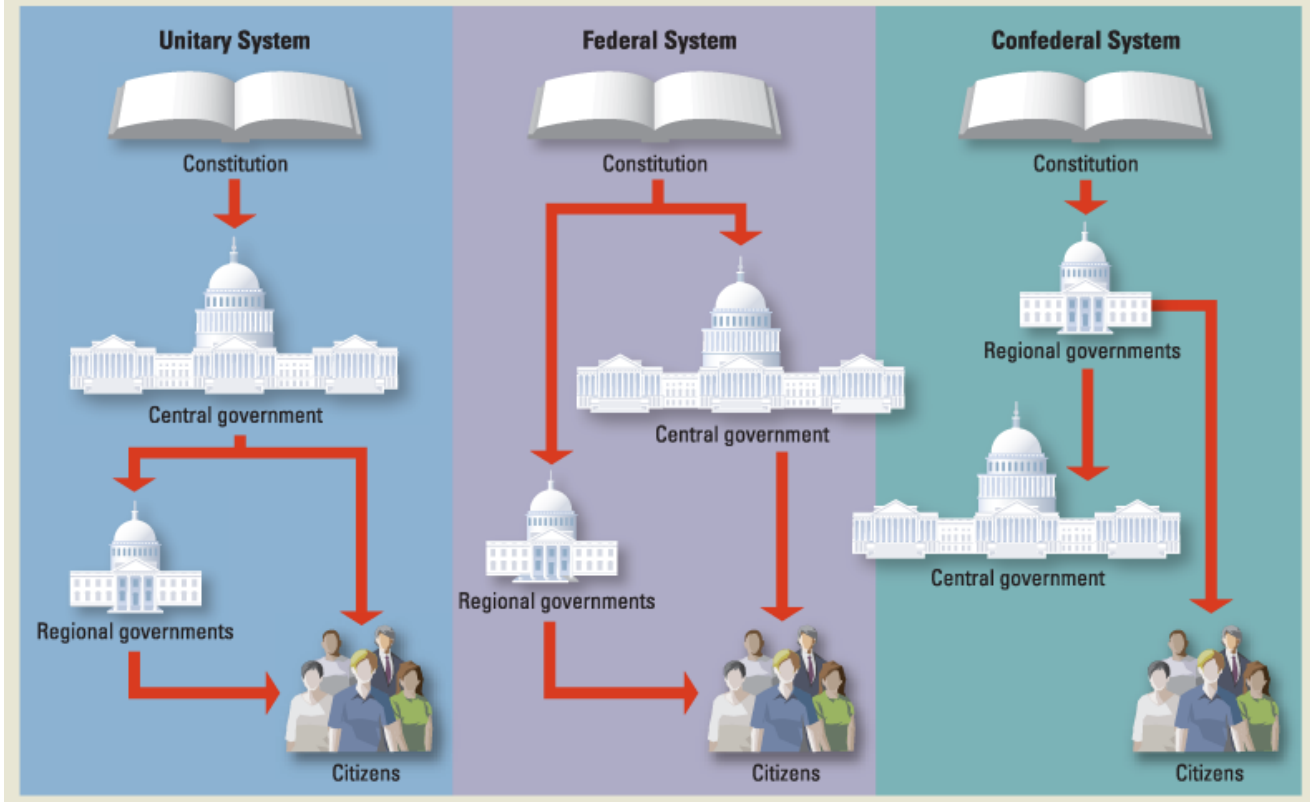 Unitary System
Constitution
Central government
Regional governments
Citizens
Federal System
Constitution
Central government
Regional governments
Citizens
Confederal System
Constitution
Regional governments
Central government
Citizens